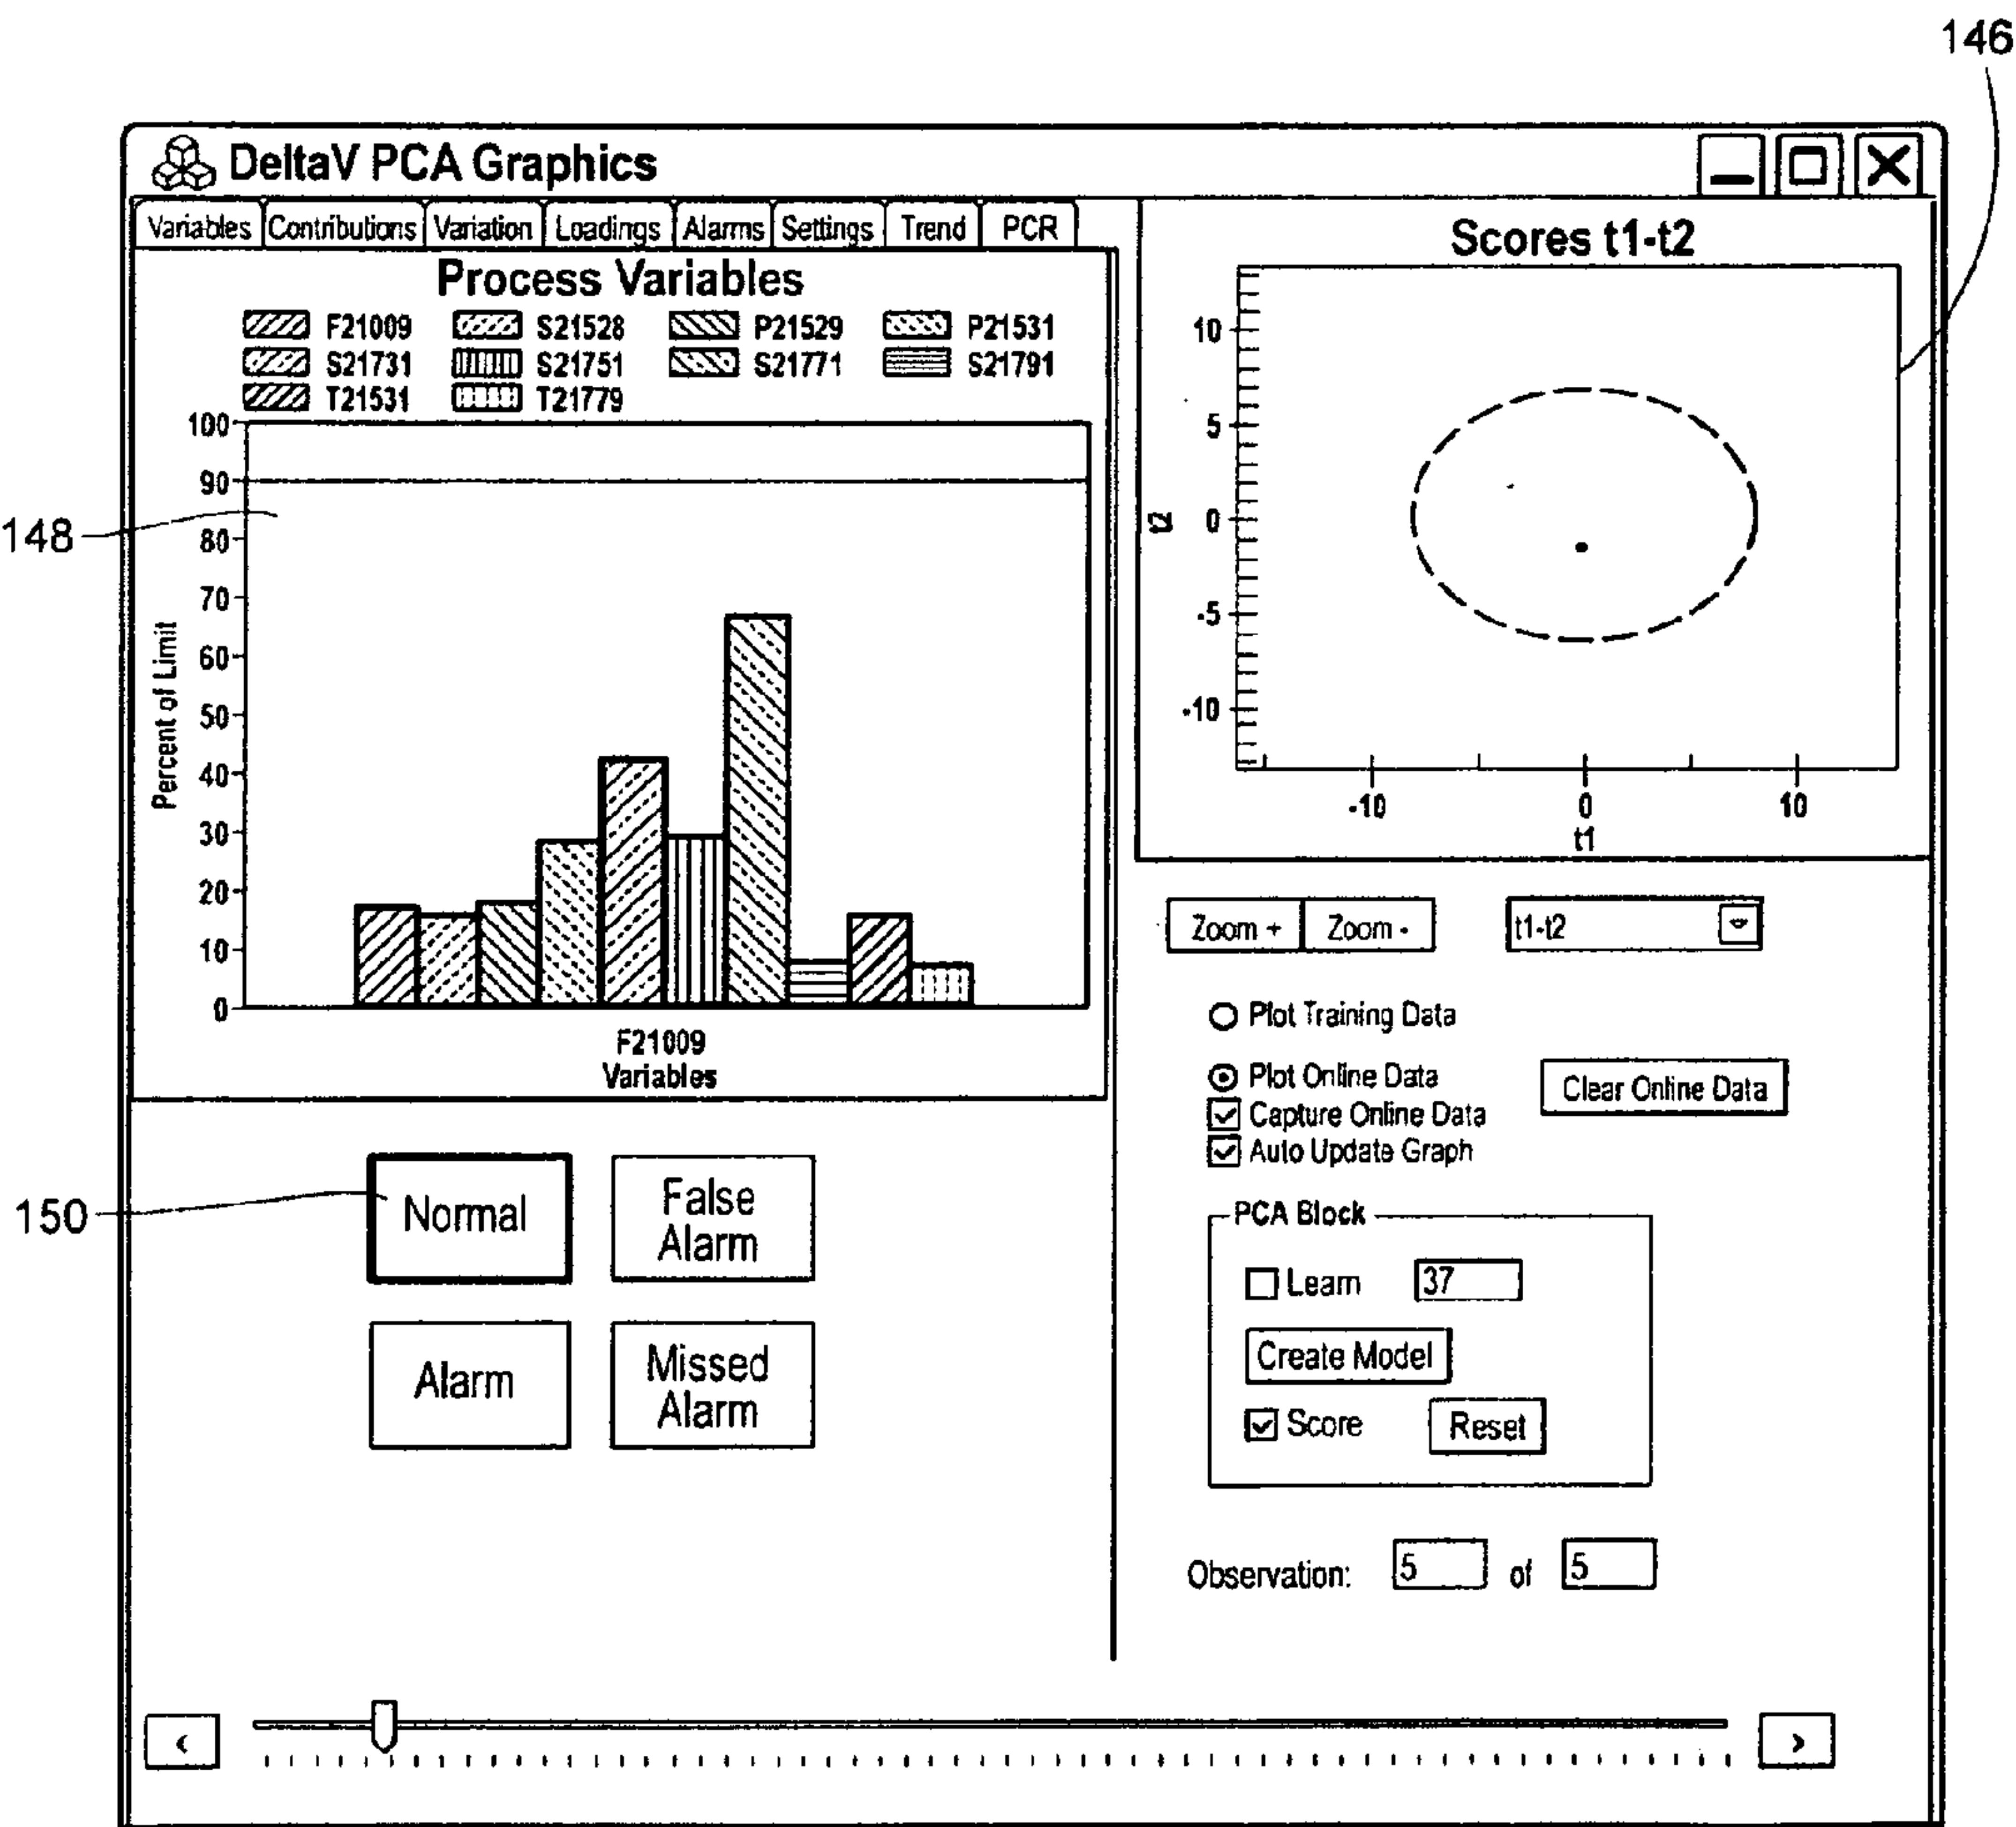 146
DeltaV PCA Graphics
Variables Contributions Variation Loadings Alarms Settings Trend PCR
Process Variables
F21009 S21528 P21529 P21531
S21731 S21751 S21771 S21791
T21531 T21779
100
90
80
70
60
50
40
30
20
10
0
Percent of Limit
F21009
Variables
148
Scores t1-t2
10
5
0
-5
-10
t2
-10 0 10
t1
Zoom + Zoom - t1-t2
Plot Training Data
Plot Online Data
Clear Online Data
Capture Online Data
Auto Update Graph
150
Normal
False
Alarm
Alarm
Missed
Alarm
PCA Block
Learn 37
Create Model
Score Reset
Observation: 5 of 5
< >